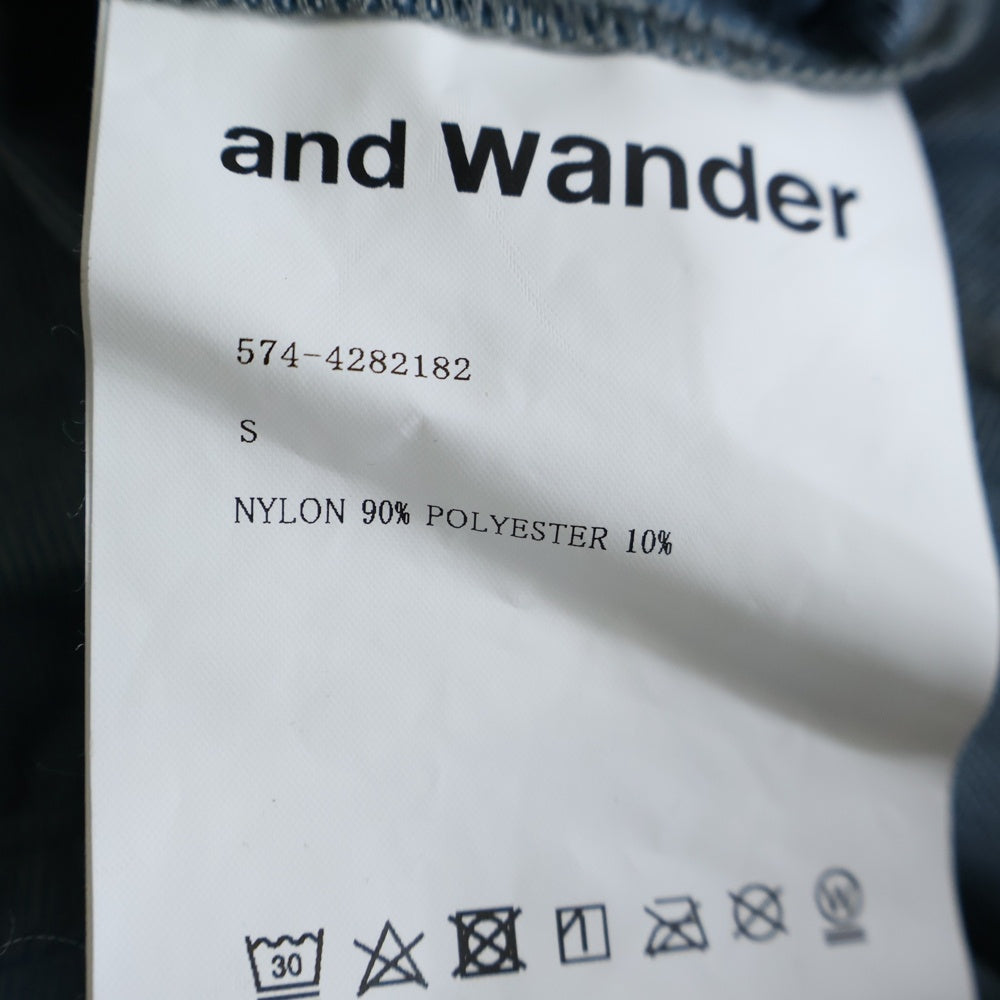 and wander
574-4282182
S
NYLON 90% POLYESTER 10%
30
W